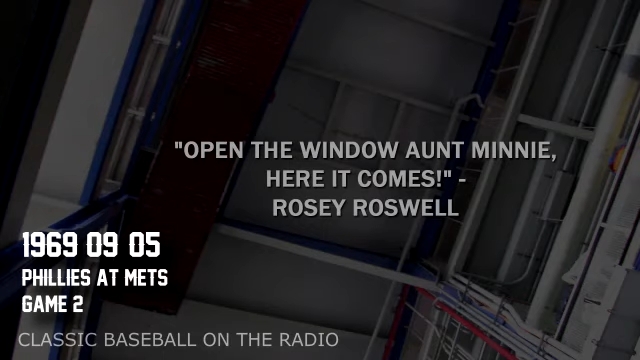 "OPEN THE WINDOW AUNT MINNIE,
HERE IT COMES!" -
ROSEY ROSWELL
1969 09 05
PHILLIES AT METS
GAME 2
CLASSIC BASEBALL ON THE RADIO